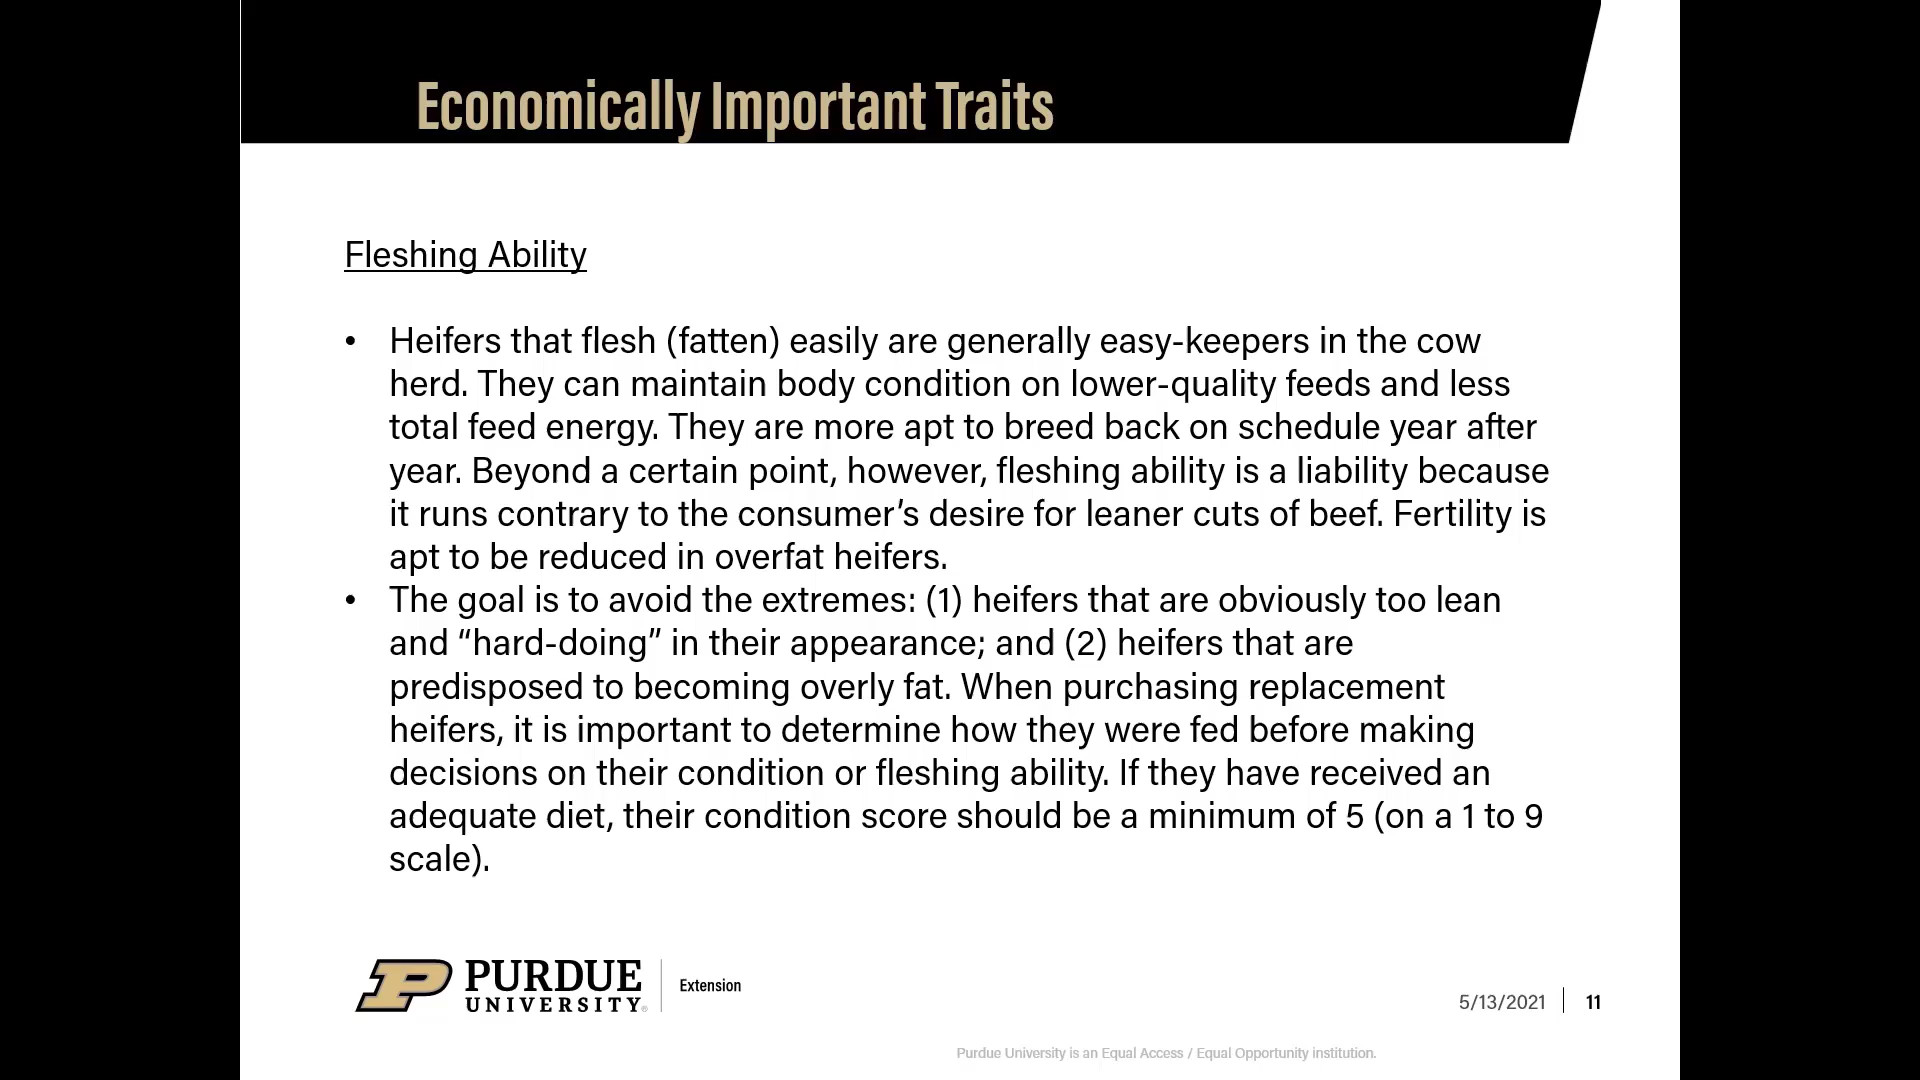 Economically Important Traits
Fleshing Ability
• Heifers that flesh (fatten) easily are generally easy-keepers in the cow
herd. They can maintain body condition on lower-quality feeds and less
total feed energy. They are more apt to breed back on schedule year after
year. Beyond a certain point, however, fleshing ability is a liability because
it runs contrary to the consumer’s desire for leaner cuts of beef. Fertility is
apt to be reduced in overfat heifers.
• The goal is to avoid the extremes: (1) heifers that are obviously too lean
and “hard-doing” in their appearance; and (2) heifers that are
predisposed to becoming overly fat. When purchasing replacement
heifers, it is important to determine how they were fed before making
decisions on their condition or fleshing ability. If they have received an
adequate diet, their condition score should be a minimum of 5 (on a 1 to 9
scale).
P PURDUE
UNIVERSITY®
Extension
5/13/2021 11
Purdue University is an Equal Access / Equal Opportunity institution.